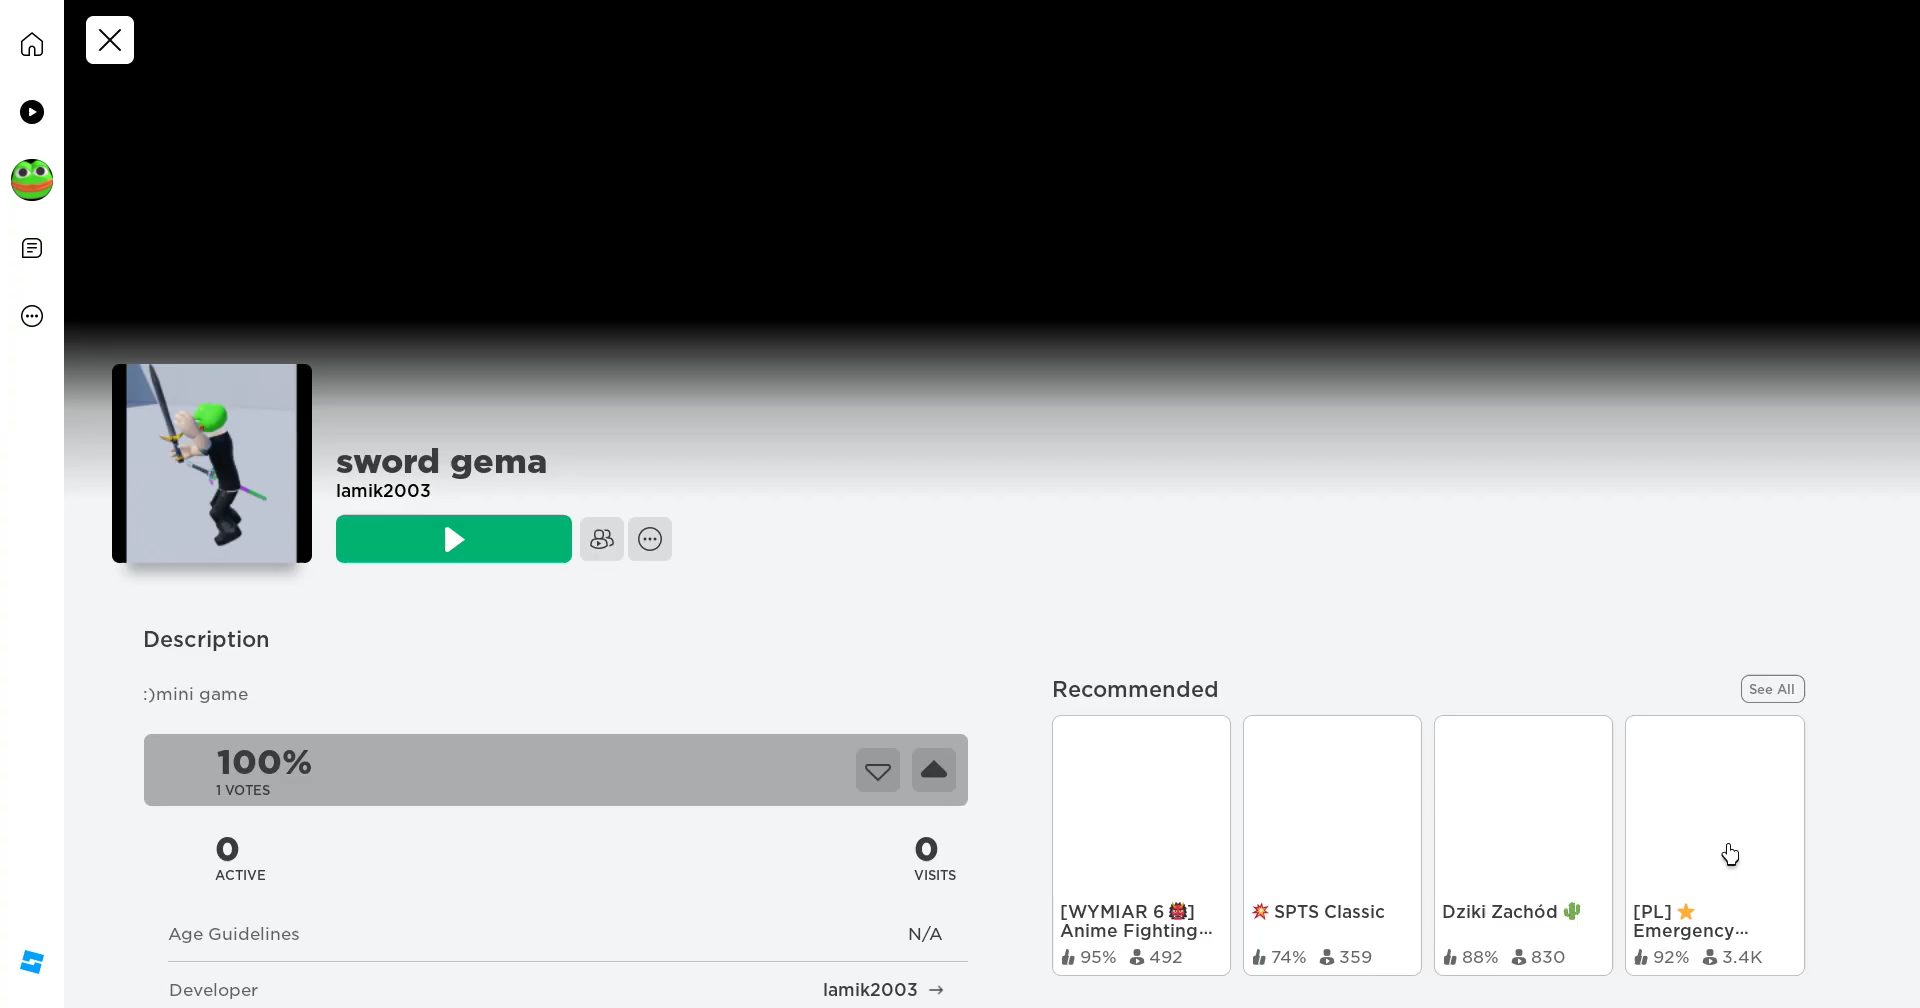 sword gema
lamik2003
Description
:)mini game
100%
1 VOTES
0
ACTIVE
0
VISITS
Age Guidelines
N/A
Developer
lamik2003 →
Recommended
See All
[WYMIAR 6 👹]
Anime Fighting...
95% 492
💥 SPTS Classic
74% 359
Dziki Zachód 🌵
88% 830
[PL] ⭐
Emergency...
92% 3.4K